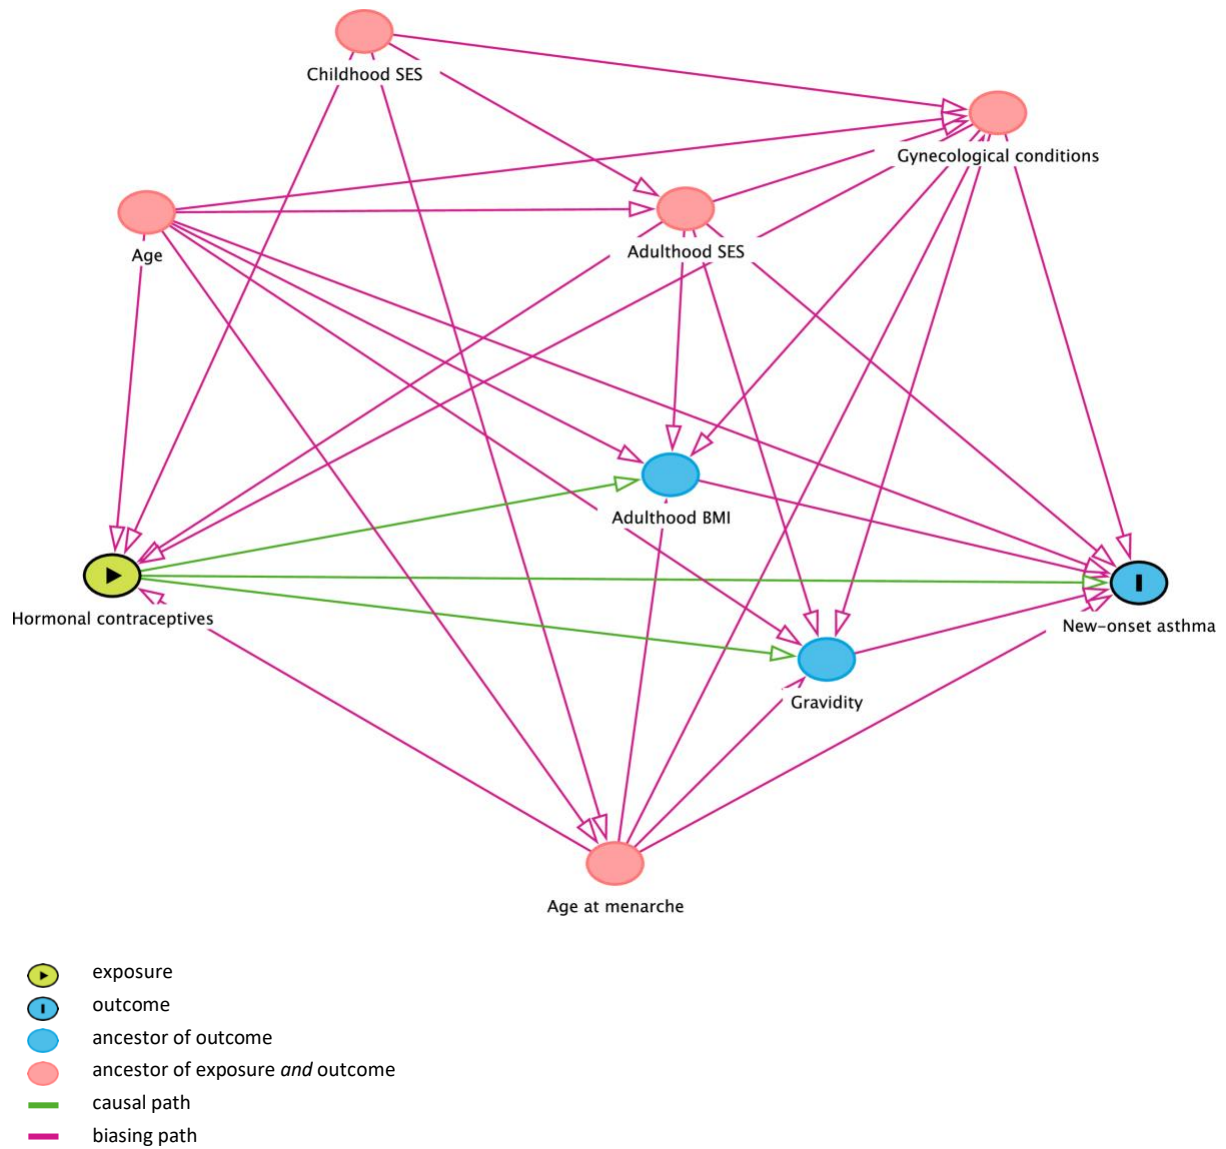 Childhood SES
Gynecological conditions
Age
Adulthood SES
Adulthood BMI
Hormonal contraceptives
New-onset asthma
Gravidity
Age at menarche
exposure
outcome
ancestor of outcome
ancestor of exposure and outcome
causal path
biasing path